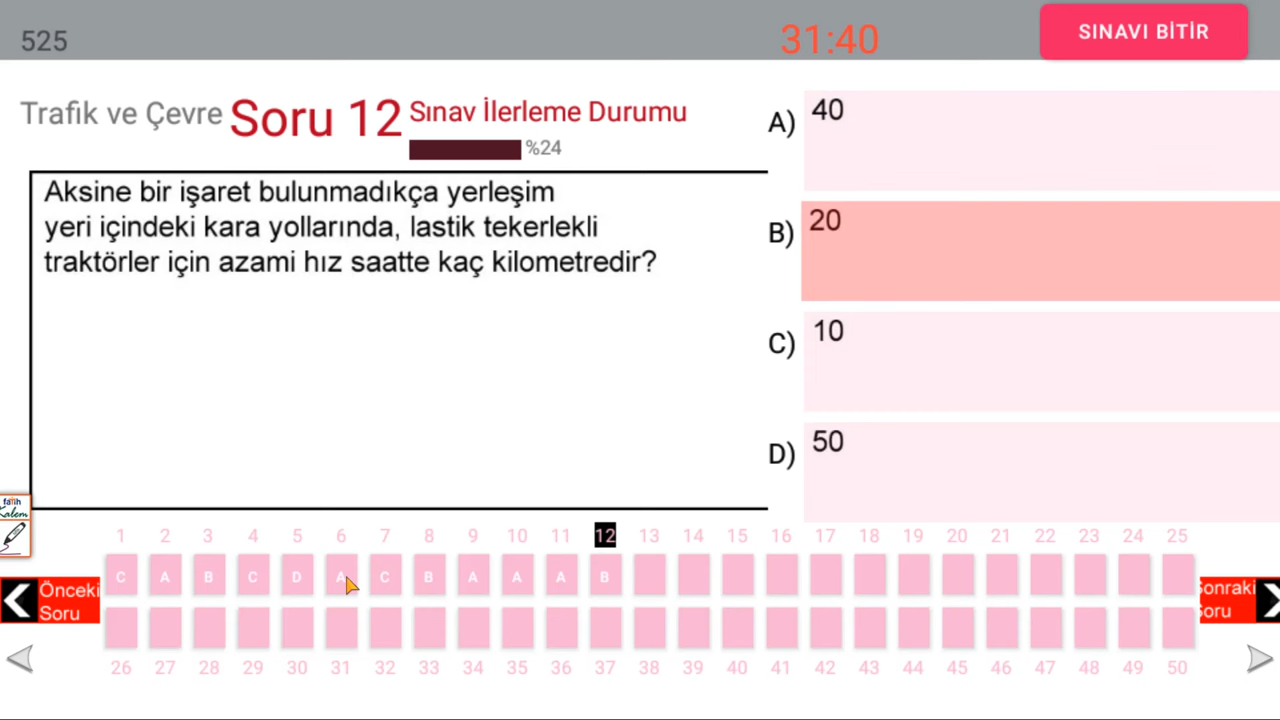 525
31:40
SINAVI BİTİR
Trafik ve Çevre
Soru 12
Sınav İlerleme Durumu
%24
Aksine bir işaret bulunmadıkça yerleşim
yeri içindeki kara yollarında, lastik tekerlekli
traktörler için azami hız saatte kaç kilometredir?
A) 40
B) 20
C) 10
D) 50
fatih
Kalem
1 2 3 4 5 6 7 8 9 10 11 12 13 14 15 16 17 18 19 20 21 22 23 24 25
C A B C D A C B A A A B
Önceki
Soru
Sonraki
Soru
26 27 28 29 30 31 32 33 34 35 36 37 38 39 40 41 42 43 44 45 46 47 48 49 50